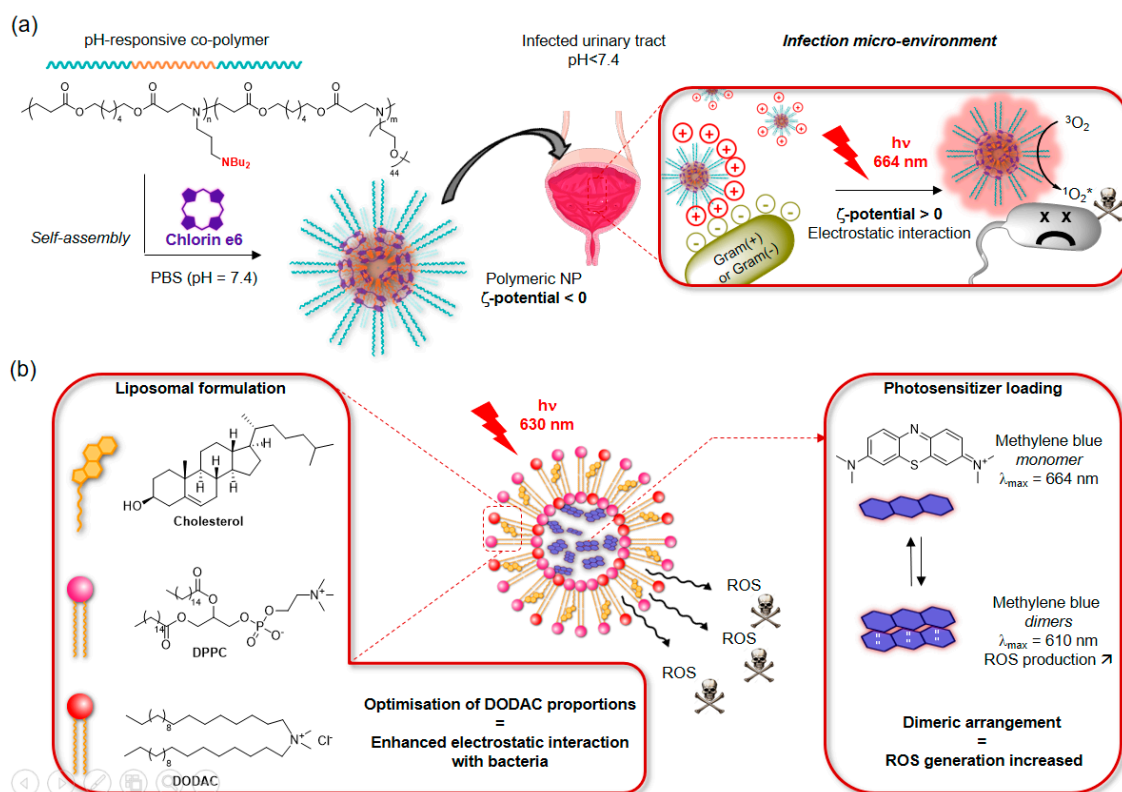 (a)
pH-responsive co-polymer
O
O
O
O
O
O
O
O
4
N
n
4
N
m
NBu2
O
44
Self-assembly
Chlorin e6
PBS (pH = 7.4)
Polymeric NP
ζ-potential < 0
Infected urinary tract
pH<7.4
Infection micro-environment
hν
664 nm
ζ-potential > 0
Electrostatic interaction
Gram(+)
or Gram(-)
³O₂
¹O₂*
X X
(b)
Liposomal formulation
H
H
H
HO
Cholesterol
O
14
O
14
O
O
O
P
O
O⁻
N⁺
DPPC
8
8
N⁺
Cl⁻
DODAC
Optimisation of DODAC proportions
=
Enhanced electrostatic interaction
with bacteria
hν
630 nm
ROS
ROS
ROS
Photosensitizer loading
N
N
S
N⁺
Methylene blue
monomer
λmax = 664 nm
Methylene blue
dimers
λmax = 610 nm
ROS production ↗
Dimeric arrangement
=
ROS generation increased